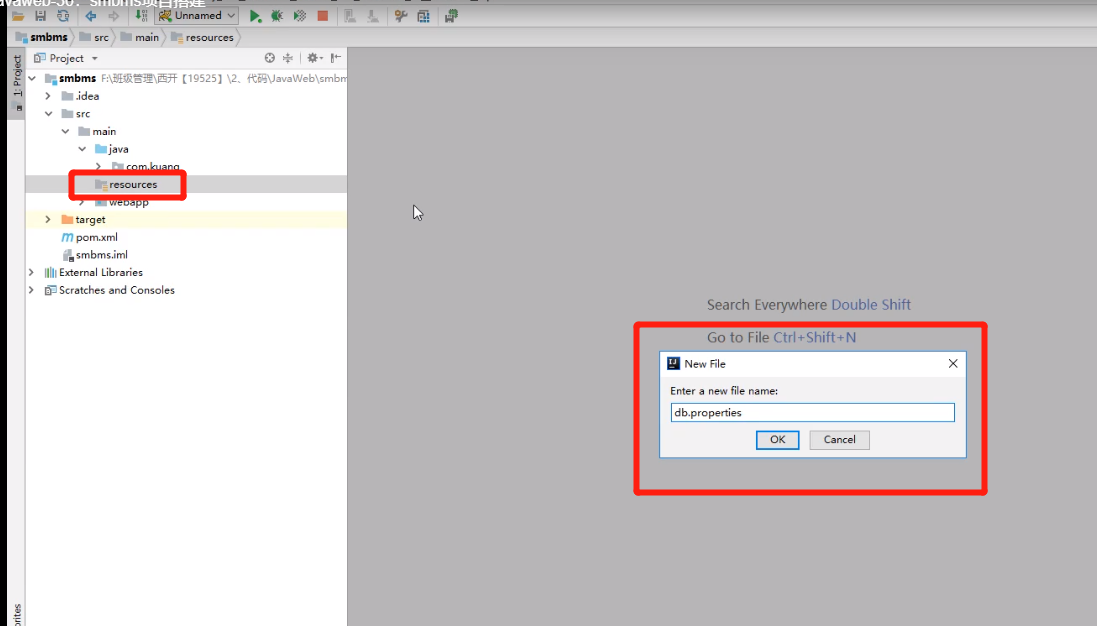 avaweb-30：smbms项目搭建
Unnamed
smbms
src
main
resources
1: Project
Project
smbms F:\班级管理\西开【19525】\2、代码\JavaWeb\smbm
.idea
src
main
java
com.kuang
resources
webapp
target
pom.xml
smbms.iml
External Libraries
Scratches and Consoles
Search Everywhere Double Shift
Go to File Ctrl+Shift+N
New File
Enter a new file name:
db.properties
OK
Cancel
orites